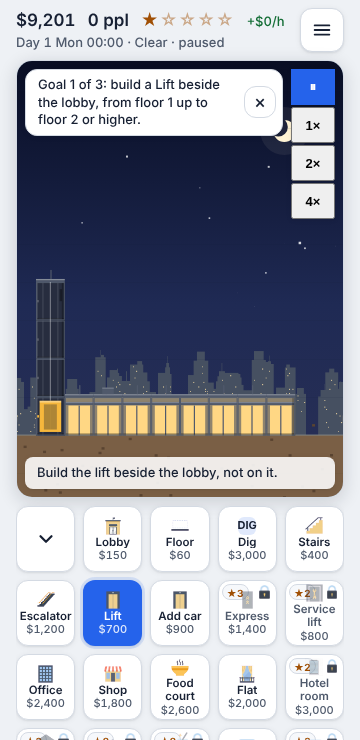 $9,201 0 ppl ★☆☆☆☆ +$0/h
Day 1 Mon 00:00 · Clear · paused
Goal 1 of 3: build a Lift beside
the lobby, from floor 1 up to
floor 2 or higher.
×
1×
2×
4×
Build the lift beside the lobby, not on it.
Lobby
$150
Floor
$60
DIG
Dig
$3,000
Stairs
$400
Escalator
$1,200
Lift
$700
Add car
$900
★3
Express
$1,400
★2
Service
lift
$800
Office
$2,400
Shop
$1,800
Food
court
$2,600
Flat
$2,000
★2
Hotel
room
$3,000